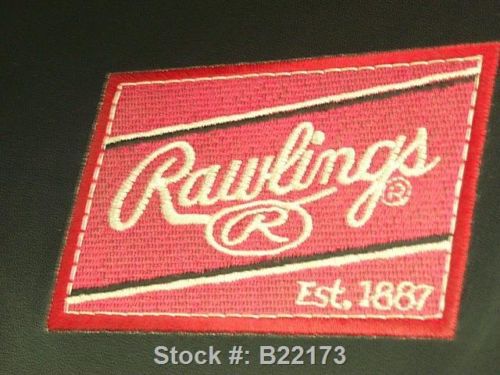 Rawlings ®
R
Est. 1887
Stock #: B22173